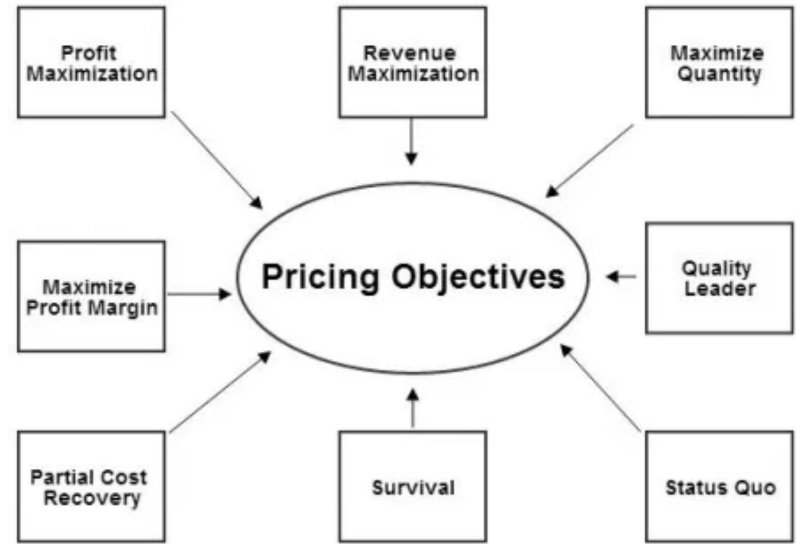 Profit
Maximization
Revenue
Maximization
Maximize
Quantity
Maximize
Profit Margin
Pricing Objectives
Quality
Leader
Partial Cost
Recovery
Survival
Status Quo